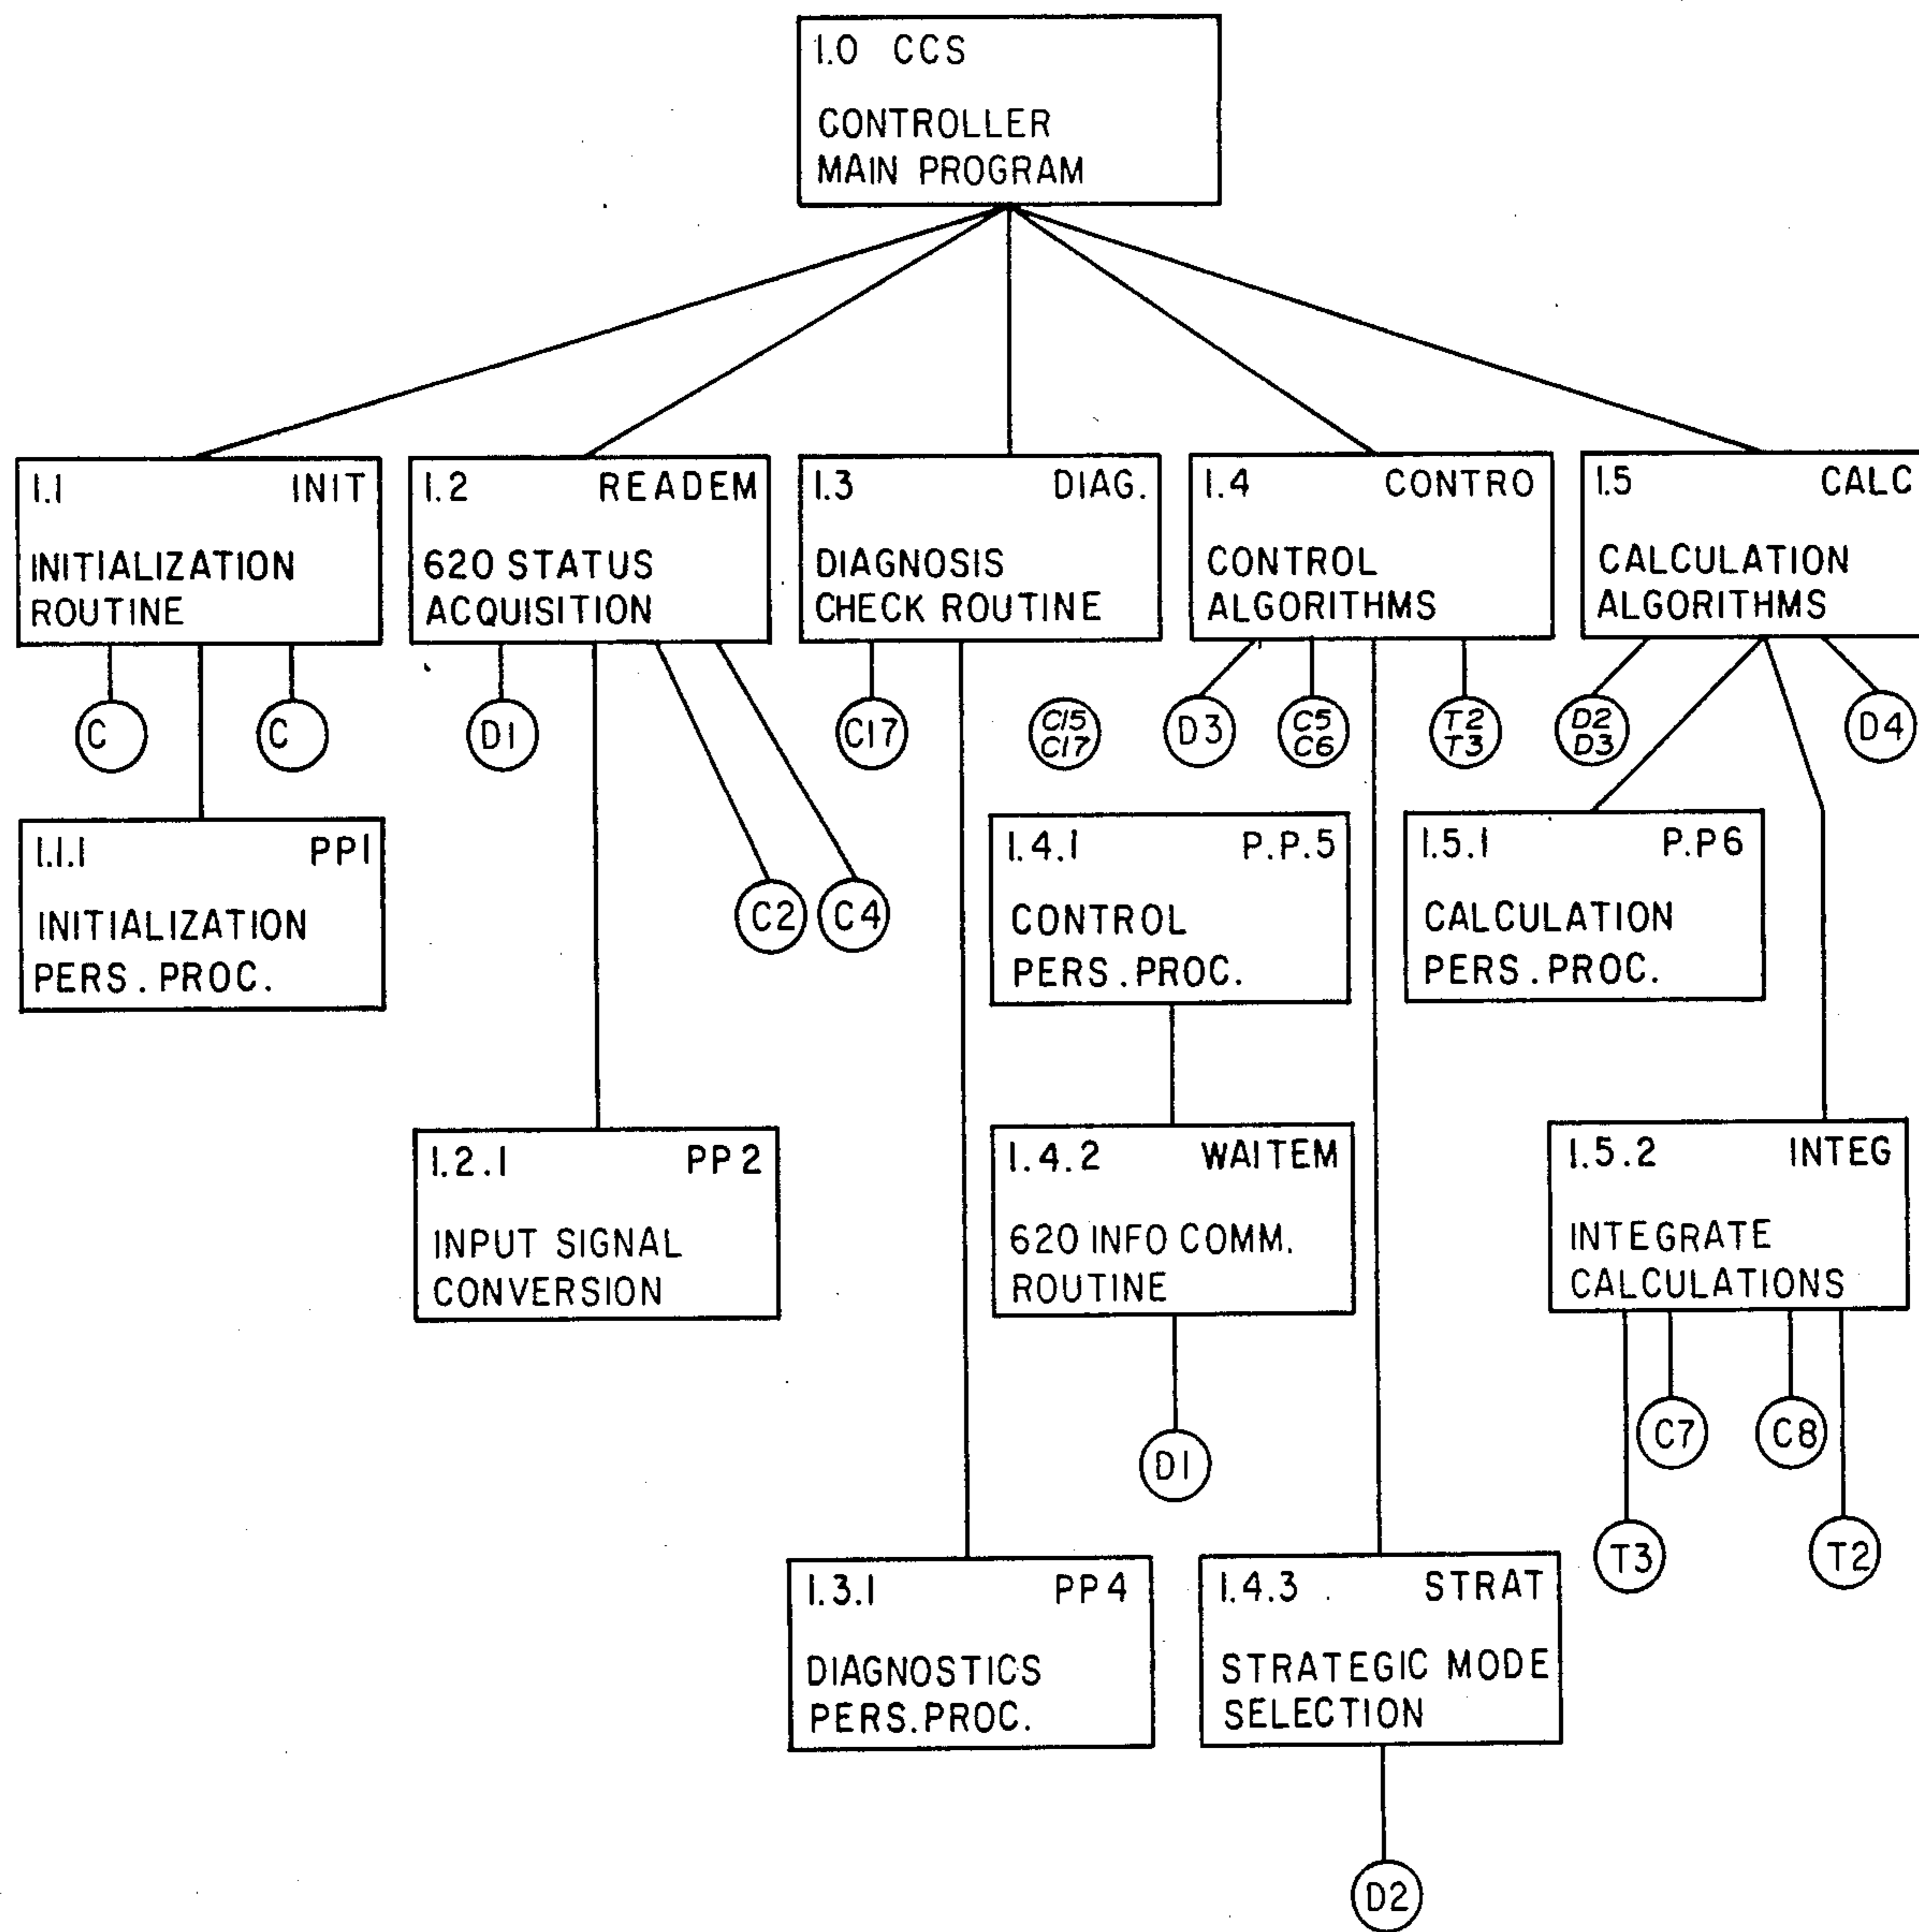 1.0 CCS
CONTROLLER
MAIN PROGRAM
1.1 INIT
INITIALIZATION
ROUTINE
1.2 READEM
620 STATUS
ACQUISITION
1.3 DIAG.
DIAGNOSIS
CHECK ROUTINE
1.4 CONTRO
CONTROL
ALGORITHMS
1.5 CALC
CALCULATION
ALGORITHMS
C
C
D1
C17
C15
C17
D3
C5
C6
T2
T3
D2
D3
D4
1.1.1 PP1
INITIALIZATION
PERS. PROC.
C2
C4
1.4.1 P.P.5
CONTROL
PERS. PROC.
1.5.1 P.P6
CALCULATION
PERS. PROC.
1.2.1 PP2
INPUT SIGNAL
CONVERSION
1.4.2 WAITEM
620 INFO COMM.
ROUTINE
1.5.2 INTEG
INTEGRATE
CALCULATIONS
D1
C7
C8
T3
T2
1.3.1 PP4
DIAGNOSTICS
PERS. PROC.
1.4.3 STRAT
STRATEGIC MODE
SELECTION
D2